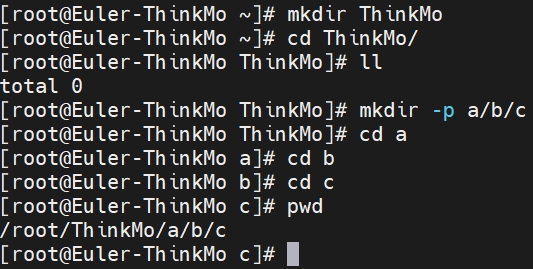 [root@Euler-ThinkMo ~]# mkdir ThinkMo
[root@Euler-ThinkMo ~]# cd ThinkMo/
[root@Euler-ThinkMo ThinkMo]# ll
total 0
[root@Euler-ThinkMo ThinkMo]# mkdir -p a/b/c
[root@Euler-ThinkMo ThinkMo]# cd a
[root@Euler-ThinkMo a]# cd b
[root@Euler-ThinkMo b]# cd c
[root@Euler-ThinkMo c]# pwd
/root/ThinkMo/a/b/c
[root@Euler-ThinkMo c]#